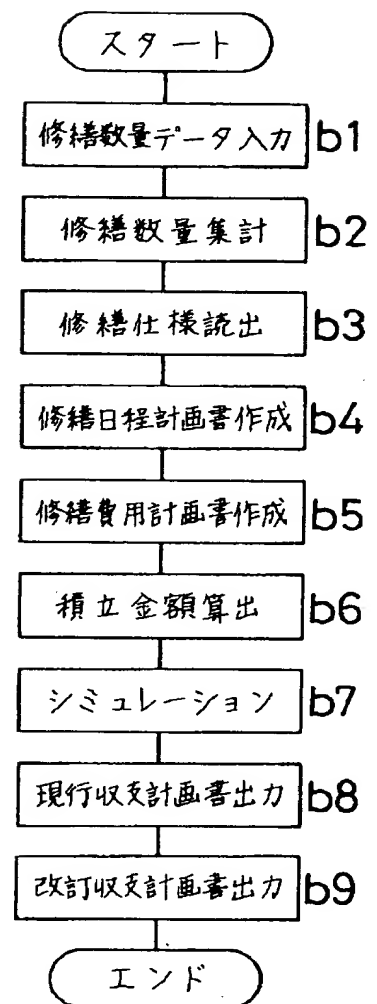 スタート
修繕数量データ入力 b1
修繕数量集計 b2
修繕仕様読出 b3
修繕日程計画書作成 b4
修繕費用計画書作成 b5
積立金額算出 b6
シミュレーション b7
現行収支計画書出力 b8
改訂収支計画書出力 b9
エンド